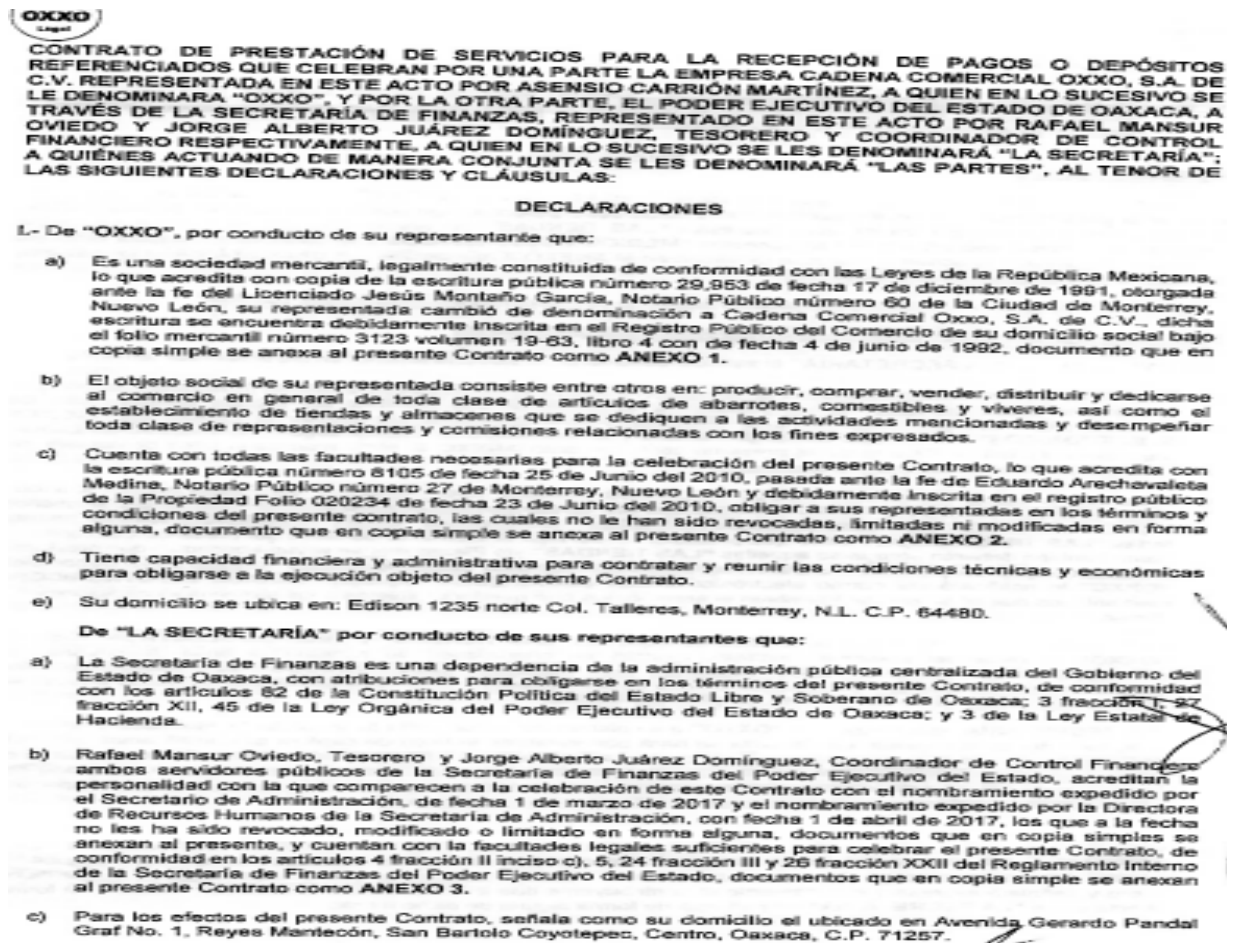 OXXO
Legal
CONTRATO DE PRESTACIÓN DE SERVICIOS PARA LA RECEPCIÓN DE PAGOS O DEPÓSITOS
REFERENCIADOS QUE CELEBRAN POR UNA PARTE LA EMPRESA CADENA COMERCIAL OXXO, S.A. DE
C.V. REPRESENTADA EN ESTE ACTO POR ASENSIO CARRIÓN MARTÍNEZ, A QUIEN EN LO SUCESIVO SE
LE DENOMINARA "OXXO", Y POR LA OTRA PARTE, EL PODER EJECUTIVO DEL ESTADO DE OAXACA, A
TRAVÉS DE LA SECRETARÍA DE FINANZAS, REPRESENTADO EN ESTE ACTO POR RAFAEL MANSUR
OVIEDO Y JORGE ALBERTO JUÁREZ DOMÍNGUEZ, TESORERO Y COORDINADOR DE CONTROL
FINANCIERO RESPECTIVAMENTE, A QUIEN EN LO SUCESIVO SE LES DENOMINARÁ "LA SECRETARÍA";
A QUIÉNES ACTUANDO DE MANERA CONJUNTA SE LES DENOMINARÁ "LAS PARTES", AL TENOR DE
LAS SIGUIENTES DECLARACIONES Y CLÁUSULAS:
DECLARACIONES
I.- De "OXXO", por conducto de su representante que:
a) Es una sociedad mercantil, legalmente constituida de conformidad con las Leyes de la República Mexicana,
lo que acredita con copia de la escritura pública número 29,953 de fecha 17 de diciembre de 1991, otorgada
ante la fe del Licenciado Jesús Montaño García, Notario Público número 60 de la Ciudad de Monterrey,
Nuevo León, su representada cambió de denominación a Cadena Comercial Oxxo, S.A. de C.V., dicha
escritura se encuentra debidamente inscrita en el Registro Público del Comercio de su domicilio social bajo
el folio mercantil número 3123 volumen 19-63, libro 4 con de fecha 4 de junio de 1992, documento que en
copia simple se anexa al presente Contrato como ANEXO 1.
b) El objeto social de su representada consiste entre otros en: producir, comprar, vender, distribuir y dedicarse
al comercio en general de toda clase de artículos de abarrotes, comestibles y víveres, así como el
establecimiento de tiendas y almacenes que se dediquen a las actividades mencionadas y desempeñar
toda clase de representaciones y comisiones relacionadas con los fines expresados.
c) Cuenta con todas las facultades necesarias para la celebración del presente Contrato, lo que acredita con
la escritura pública número 8105 de fecha 25 de Junio del 2010, pasada ante la fe de Eduardo Arechavaleta
Medina, Notario Público número 27 de Monterrey, Nuevo León y debidamente inscrita en el registro público
de la Propiedad Folio 020234 de fecha 23 de Junio del 2010, obligar a sus representadas en los términos y
condiciones del presente contrato, las cuales no le han sido revocadas, limitadas ni modificadas en forma
alguna, documento que en copia simple se anexa al presente Contrato como ANEXO 2.
d) Tiene capacidad financiera y administrativa para contratar y reunir las condiciones técnicas y económicas
para obligarse a la ejecución objeto del presente Contrato.
e) Su domicilio se ubica en: Edison 1235 norte Col. Talleres, Monterrey, N.L. C.P. 64480.
De "LA SECRETARÍA" por conducto de sus representantes que:
a) La Secretaría de Finanzas es una dependencia de la administración pública centralizada del Gobierno del
Estado de Oaxaca, con atribuciones para obligarse en los términos del presente Contrato, de conformidad
con los artículos 82 de la Constitución Política del Estado Libre y Soberano de Oaxaca; 3 fracción I, 27
fracción XII, 45 de la Ley Orgánica del Poder Ejecutivo del Estado de Oaxaca; y 3 de la Ley Estatal de
Hacienda.
b) Rafael Mansur Oviedo, Tesorero y Jorge Alberto Juárez Domínguez, Coordinador de Control Financiero
ambos servidores públicos de la Secretaría de Finanzas del Poder Ejecutivo del Estado, acreditan la
personalidad con la que comparecen a la celebración de este Contrato con el nombramiento expedido por
el Secretario de Administración, de fecha 1 de marzo de 2017 y el nombramiento expedido por la Directora
de Recursos Humanos de la Secretaría de Administración, con fecha 1 de abril de 2017, los que a la fecha
no les ha sido revocado, modificado o limitado en forma alguna, documentos que en copia simples se
anexan al presente, y cuentan con la facultades legales suficientes para celebrar el presente Contrato, de
conformidad en los artículos 4 fracción II inciso c), 5, 24 fracción III y 26 fracción XXII del Reglamento Interno
de la Secretaría de Finanzas del Poder Ejecutivo del Estado, documentos que en copia simple se anexan
al presente Contrato como ANEXO 3.
c) Para los efectos del presente Contrato, señala como su domicilio el ubicado en Avenida Gerardo Pandal
Graf No. 1, Reyes Mantecón, San Bartolo Coyotepec, Centro, Oaxaca, C.P. 71257.